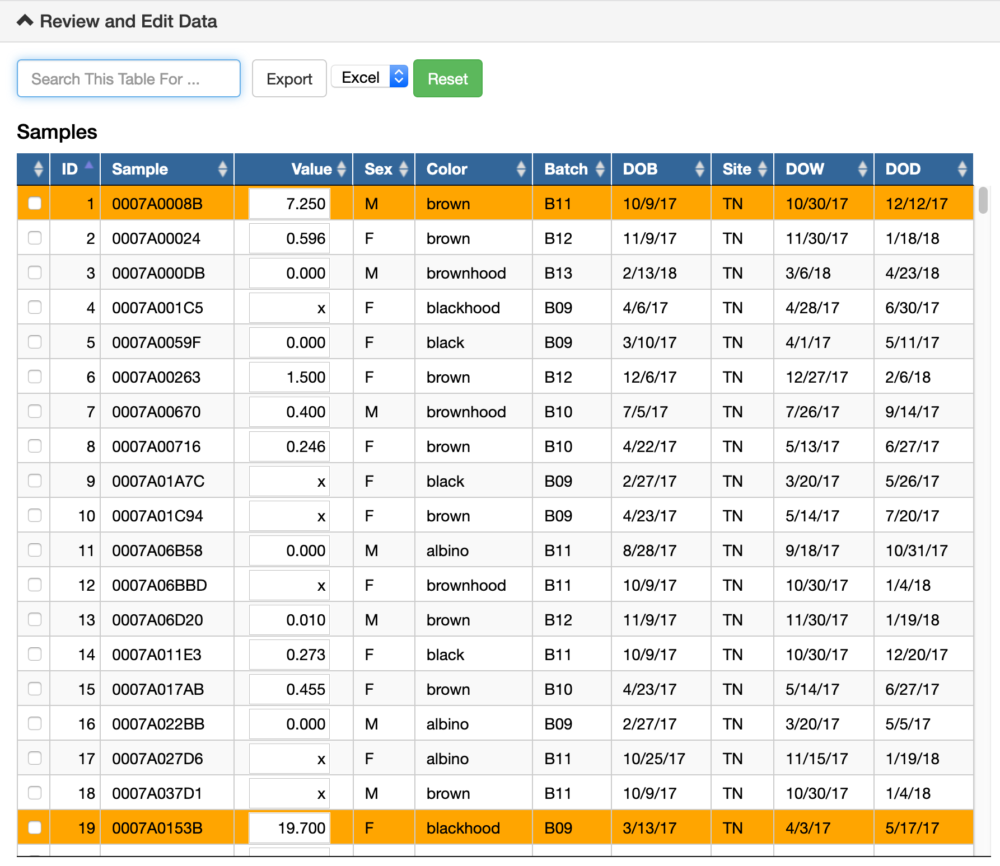 Review and Edit Data
Search This Table For ... Export Excel Reset
Samples
ID Sample Value Sex Color Batch DOB Site DOW DOD
1 0007A0008B 7.250 M brown B11 10/9/17 TN 10/30/17 12/12/17
2 0007A00024 0.596 F brown B12 11/9/17 TN 11/30/17 1/18/18
3 0007A000DB 0.000 M brownhood B13 2/13/18 TN 3/6/18 4/23/18
4 0007A001C5 x F blackhood B09 4/6/17 TN 4/28/17 6/30/17
5 0007A0059F 0.000 F black B09 3/10/17 TN 4/1/17 5/11/17
6 0007A00263 1.500 F brown B12 12/6/17 TN 12/27/17 2/6/18
7 0007A00670 0.400 M brownhood B10 7/5/17 TN 7/26/17 9/14/17
8 0007A00716 0.246 F brown B10 4/22/17 TN 5/13/17 6/27/17
9 0007A01A7C x F black B09 2/27/17 TN 3/20/17 5/26/17
10 0007A01C94 x F brown B09 4/23/17 TN 5/14/17 7/20/17
11 0007A06B58 0.000 M albino B11 8/28/17 TN 9/18/17 10/31/17
12 0007A06BBD x F brownhood B11 10/9/17 TN 10/30/17 1/4/18
13 0007A06D20 0.010 M brown B12 11/9/17 TN 11/30/17 1/19/18
14 0007A011E3 0.273 F black B11 10/9/17 TN 10/30/17 12/20/17
15 0007A017AB 0.455 F brown B10 4/23/17 TN 5/14/17 6/27/17
16 0007A022BB 0.000 M albino B09 2/27/17 TN 3/20/17 5/5/17
17 0007A027D6 x F albino B11 10/25/17 TN 11/15/17 1/19/18
18 0007A037D1 x M brown B11 10/9/17 TN 10/30/17 1/4/18
19 0007A0153B 19.700 F blackhood B09 3/13/17 TN 4/3/17 5/17/17